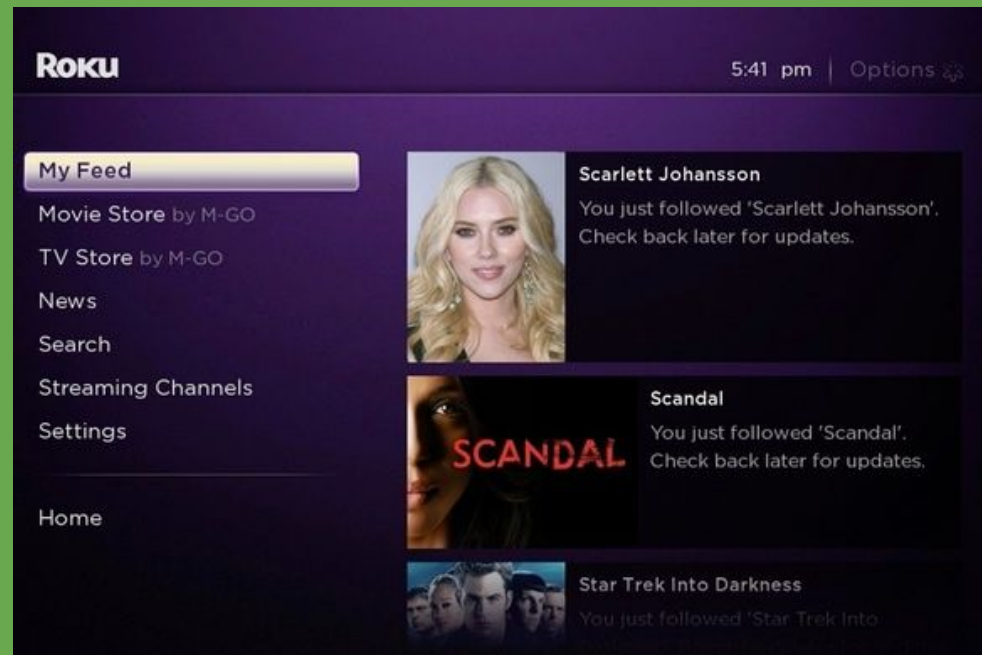 Roku
5:41 pm | Options
My Feed
Movie Store by M-GO
TV Store by M-GO
News
Search
Streaming Channels
Settings
Home
Scarlett Johansson
You just followed 'Scarlett Johansson'.
Check back later for updates.
SCANDAL
Scandal
You just followed 'Scandal'.
Check back later for updates.
Star Trek Into Darkness
You just followed 'Star Trek Into